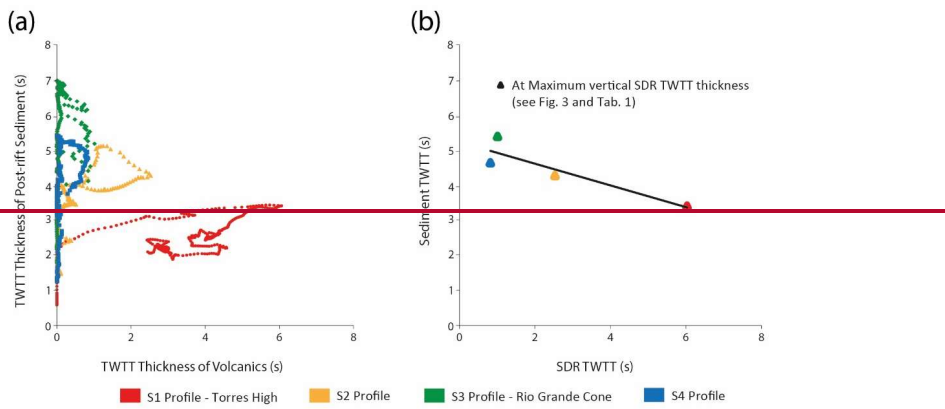 (a)
8
7
6
5
4
3
2
1
0
TWTT Thickness of Post-rift Sediment (s)
0 2 4 6 8
TWTT Thickness of Volcanics (s)
(b)
8
7
6
5
4
3
2
1
0
Sediment TWTT (s)
At Maximum vertical SDR TWTT thickness
(see Fig. 3 and Tab. 1)
0 2 4 6 8
SDR TWTT (s)
S1 Profile - Torres High S2 Profile S3 Profile - Rio Grande Cone S4 Profile